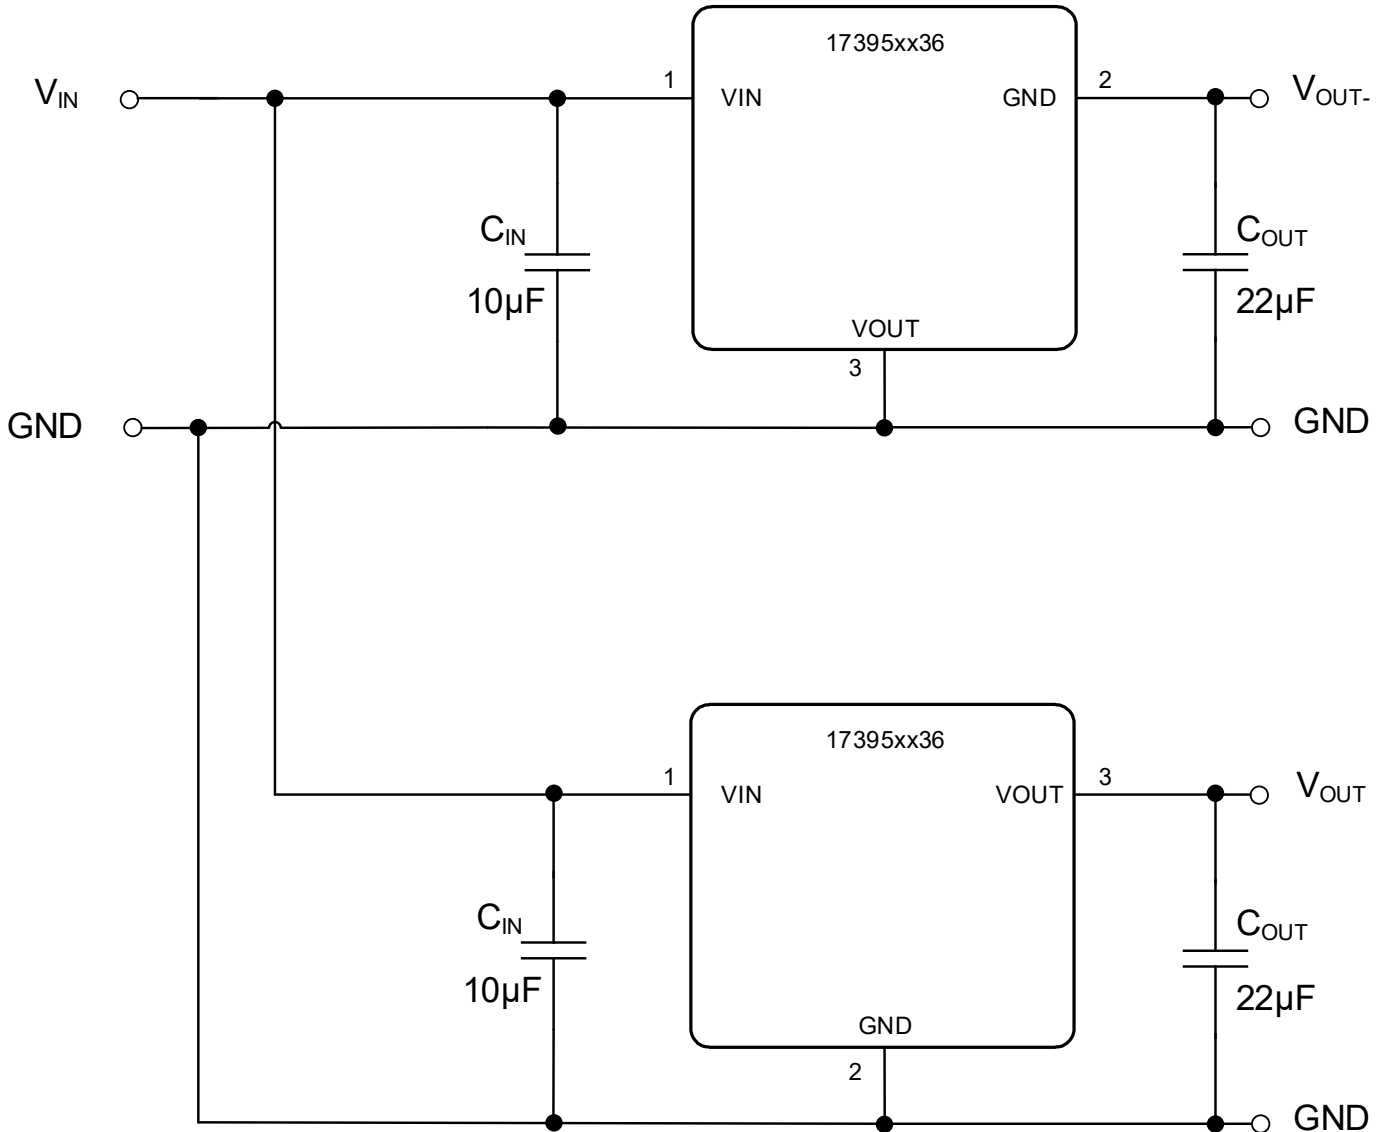 17395xx36
VIN 1 VIN GND 2 VOUT-
CIN COUT
10µF 22µF
VOUT
3
GND GND
17395xx36
1 VIN VOUT 3 VOUT
CIN COUT
10µF 22µF
GND
2
GND